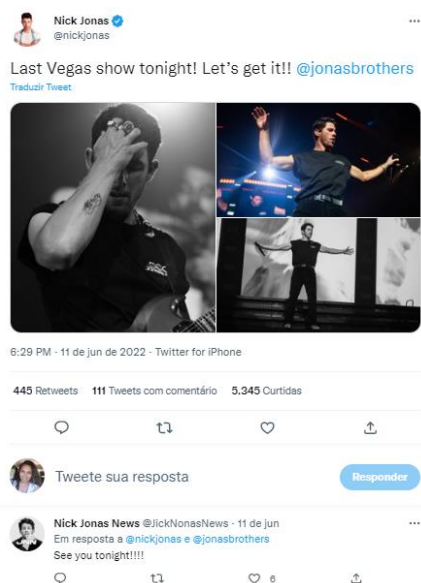 Nick Jonas
@nickjonas
Last Vegas show tonight! Let's get it!! @jonasbrothers
Traduzir Tweet
6:29 PM · 11 de jun de 2022 · Twitter for iPhone
445 Retweets 111 Tweets com comentário 5.345 Curtidas
Tweete sua resposta
Responder
Nick Jonas News @JickNonasNews · 11 de jun
Em resposta a @nickjonas e @jonasbrothers
See you tonight!!!!
6